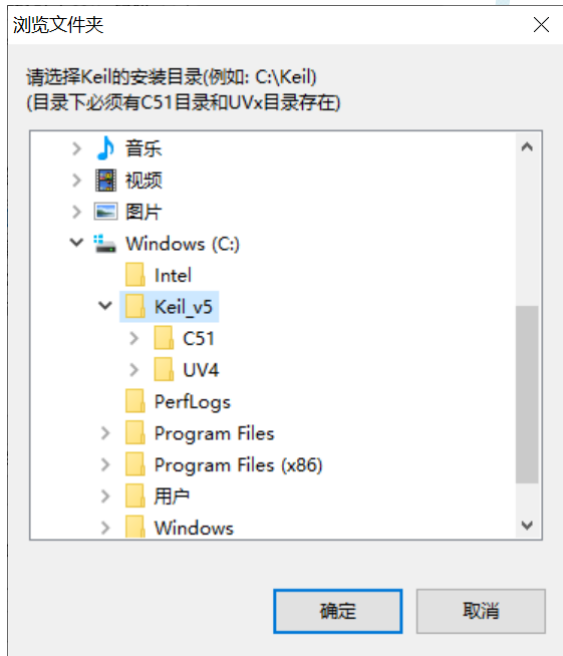 浏览文件夹
请选择Keil的安装目录(例如: C:\Keil)
(目录下必须有C51目录和UVx目录存在)
音乐
视频
图片
Windows (C:)
Intel
Keil_v5
C51
UV4
PerfLogs
Program Files
Program Files (x86)
用户
Windows
确定
取消